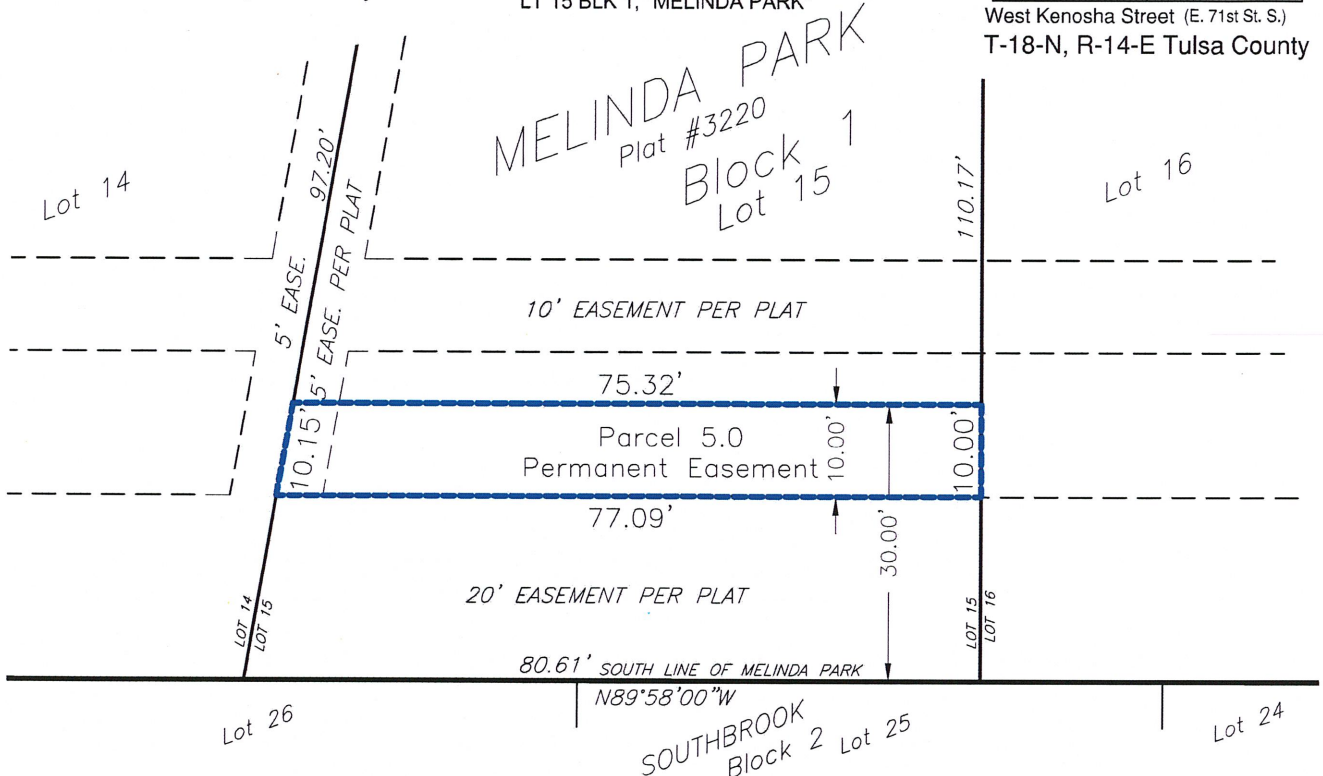 LT 15 BLK 1, MELINDA PARK
West Kenosha Street (E. 71st St. S.)
T-18-N, R-14-E Tulsa County
MELINDA PARK
Plat #3220
Block 1
Lot 15
Lot 14
Lot 16
97.20'
110.17'
5' EASE.
5' EASE. PER PLAT
10' EASEMENT PER PLAT
75.32'
10.15'
Parcel 5.0
Permanent Easement
10.00'
10.00'
77.09'
30.00'
20' EASEMENT PER PLAT
LOT 14
LOT 15
LOT 15
LOT 16
80.61' SOUTH LINE OF MELINDA PARK
N89°58'00"W
Lot 26
SOUTHBROOK
Block 2 Lot 25
Lot 24